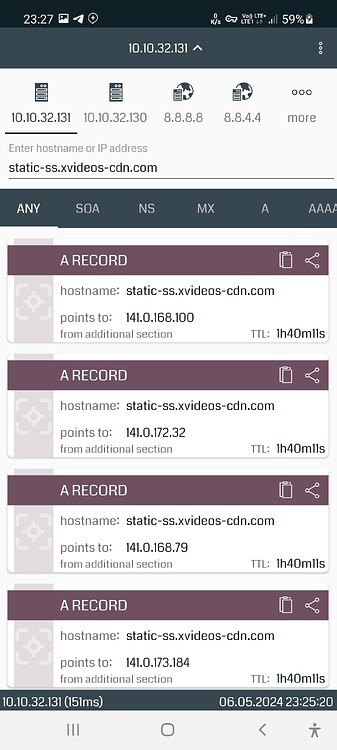 23:27
0 K/s VoB LTE+ LTE1 59%
10.10.32.131
10.10.32.131 10.10.32.130 8.8.8.8 8.8.4.4 more
Enter hostname or IP address
static-ss.xvideos-cdn.com
ANY SOA NS MX A AAAA
A RECORD
hostname: static-ss.xvideos-cdn.com
points to: 141.0.168.100
from additional section TTL: 1h40m11s
A RECORD
hostname: static-ss.xvideos-cdn.com
points to: 141.0.172.32
from additional section TTL: 1h40m11s
A RECORD
hostname: static-ss.xvideos-cdn.com
points to: 141.0.168.79
from additional section TTL: 1h40m11s
A RECORD
hostname: static-ss.xvideos-cdn.com
points to: 141.0.173.184
from additional section TTL: 1h40m11s
10.10.32.131 (151ms) 06.05.2024 23:25:20